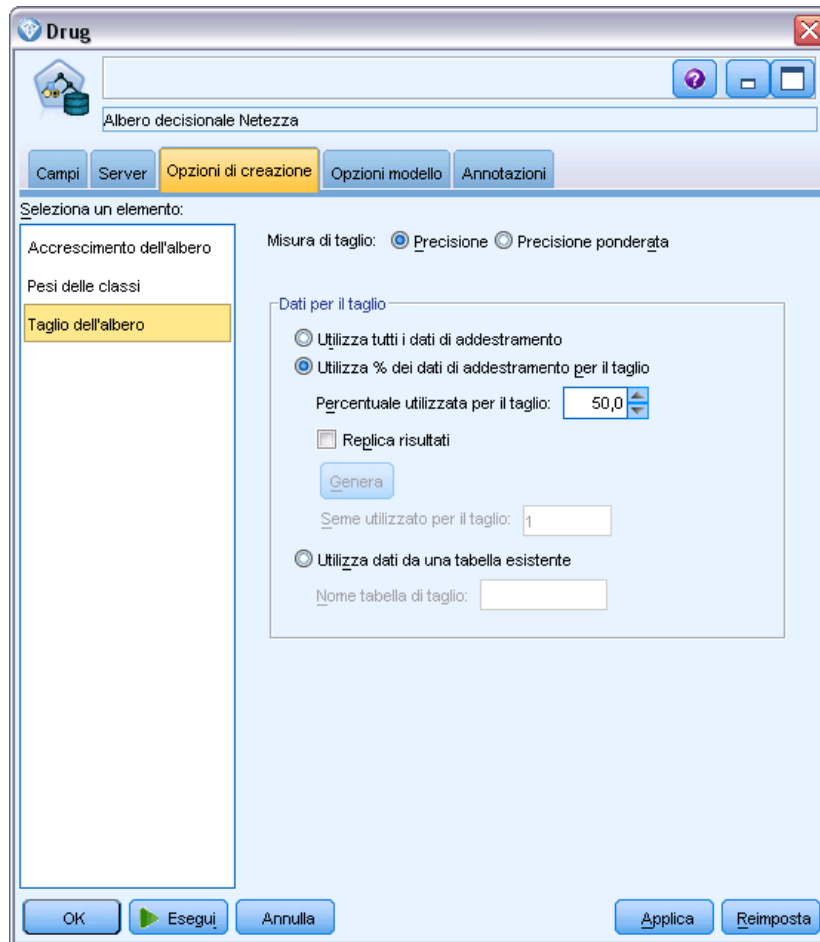 Drug
?
Albero decisionale Netezza
Campi Server Opzioni di creazione Opzioni modello Annotazioni
Seleziona un elemento:
Accrescimento dell'albero
Pesi delle classi
Taglio dell'albero
Misura di taglio: Precisione Precisione ponderata
Dati per il taglio
Utilizza tutti i dati di addestramento
Utilizza % dei dati di addestramento per il taglio
Percentuale utilizzata per il taglio: 50,0
Replica risultati
Genera
Seme utilizzato per il taglio: 1
Utilizza dati da una tabella esistente
Nome tabella di taglio:
OK Esegui Annulla Applica Reimposta